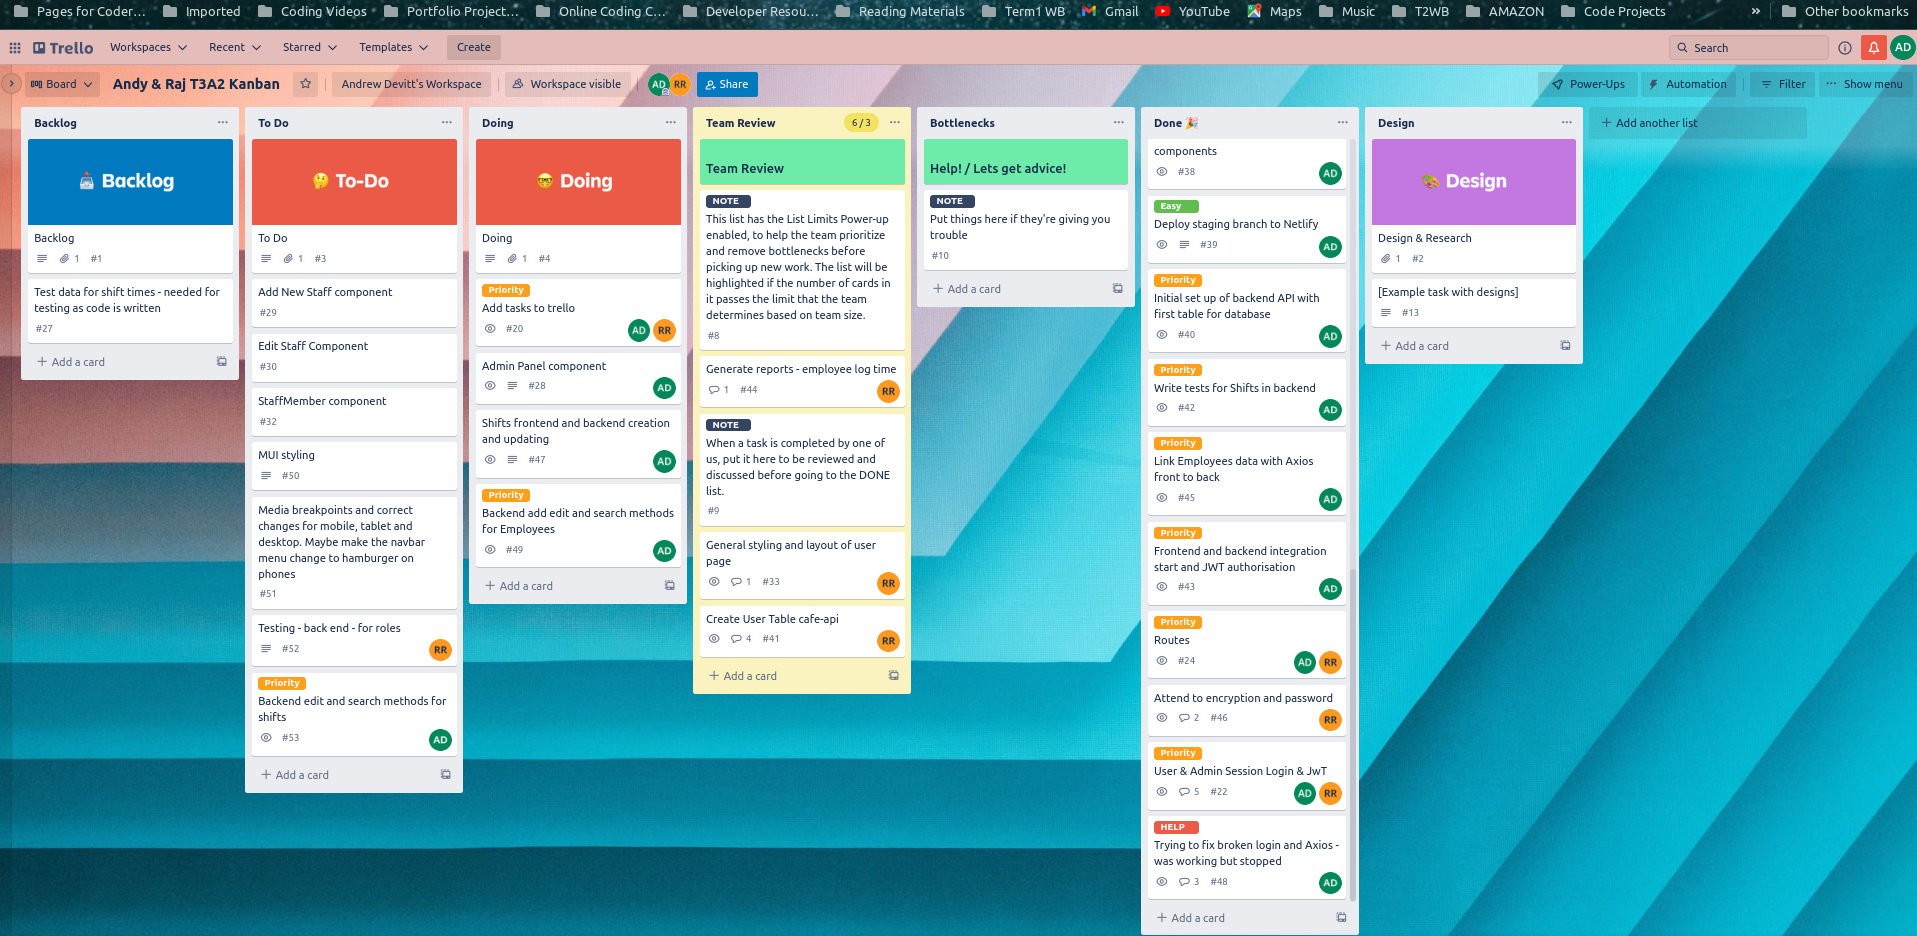 Pages for Coder...
Imported
Coding Videos
Portfolio Project...
Online Coding C...
Developer Resou...
Reading Materials
Term1 WB
Gmail
YouTube
Maps
Music
T2WB
AMAZON
Code Projects
»
Other bookmarks
Trello
Workspaces
Recent
Starred
Templates
Create
Search
AD
Board
Andy & Raj T3A2 Kanban
Andrew Devitt's Workspace
Workspace visible
AD
RR
Share
Power-Ups
Automation
Filter
Show menu
Backlog
Backlog
Backlog
1 #1
Test data for shift times - needed for
testing as code is written
#27
+ Add a card
To Do
To-Do
To Do
1 #3
Add New Staff component
#29
Edit Staff Component
#30
StaffMember component
#32
MUI styling
#50
Media breakpoints and correct
changes for mobile, tablet and
desktop. Maybe make the navbar
menu change to hamburger on
phones
#51
Testing - back end - for roles
#52
RR
Priority
Backend edit and search methods for
shifts
#53
AD
+ Add a card
Doing
Doing
Doing
1 #4
Priority
Add tasks to trello
#20
AD RR
Admin Panel component
#28
AD
Shifts frontend and backend creation
and updating
#47
AD
Priority
Backend add edit and search methods
for Employees
#49
AD
+ Add a card
Team Review
6 / 3
Team Review
NOTE
This list has the List Limits Power-up
enabled, to help the team prioritize
and remove bottlenecks before
picking up new work. The list will be
highlighted if the number of cards in
it passes the limit that the team
determines based on team size.
#8
Generate reports - employee log time
1 #44
RR
NOTE
When a task is completed by one of
us, put it here to be reviewed and
discussed before going to the DONE
list.
#9
General styling and layout of user
page
1 #33
RR
Create User Table cafe-api
4 #41
RR
+ Add a card
Bottlenecks
Help! / Lets get advice!
NOTE
Put things here if they're giving you
trouble
#10
+ Add a card
Done 🎉
components
#38
AD
Easy
Deploy staging branch to Netlify
#39
AD
Priority
Initial set up of backend API with
first table for database
#40
AD
Priority
Write tests for Shifts in backend
#42
AD
Priority
Link Employees data with Axios
front to back
#45
AD
Priority
Frontend and backend integration
start and JWT authorisation
#43
AD
Priority
Routes
#24
AD RR
Attend to encryption and password
2 #46
RR
Priority
User & Admin Session Login & JwT
5 #22
AD RR
HELP
Trying to fix broken login and Axios -
was working but stopped
3 #48
AD
+ Add a card
Design
Design
Design & Research
1 #2
[Example task with designs]
#13
+ Add a card
+ Add another list